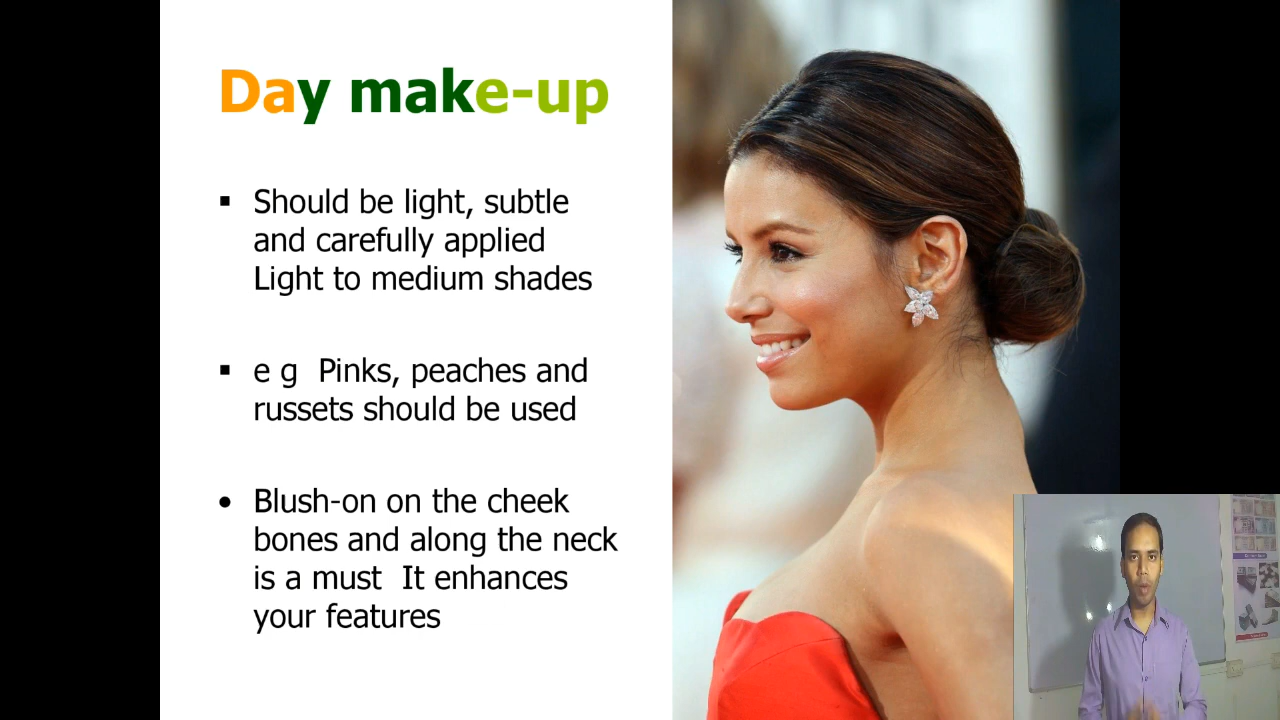 Day make-up
▪ Should be light, subtle
and carefully applied
Light to medium shades
▪ e g  Pinks, peaches and
russets should be used
• Blush-on on the cheek
bones and along the neck
is a must  It enhances
your features